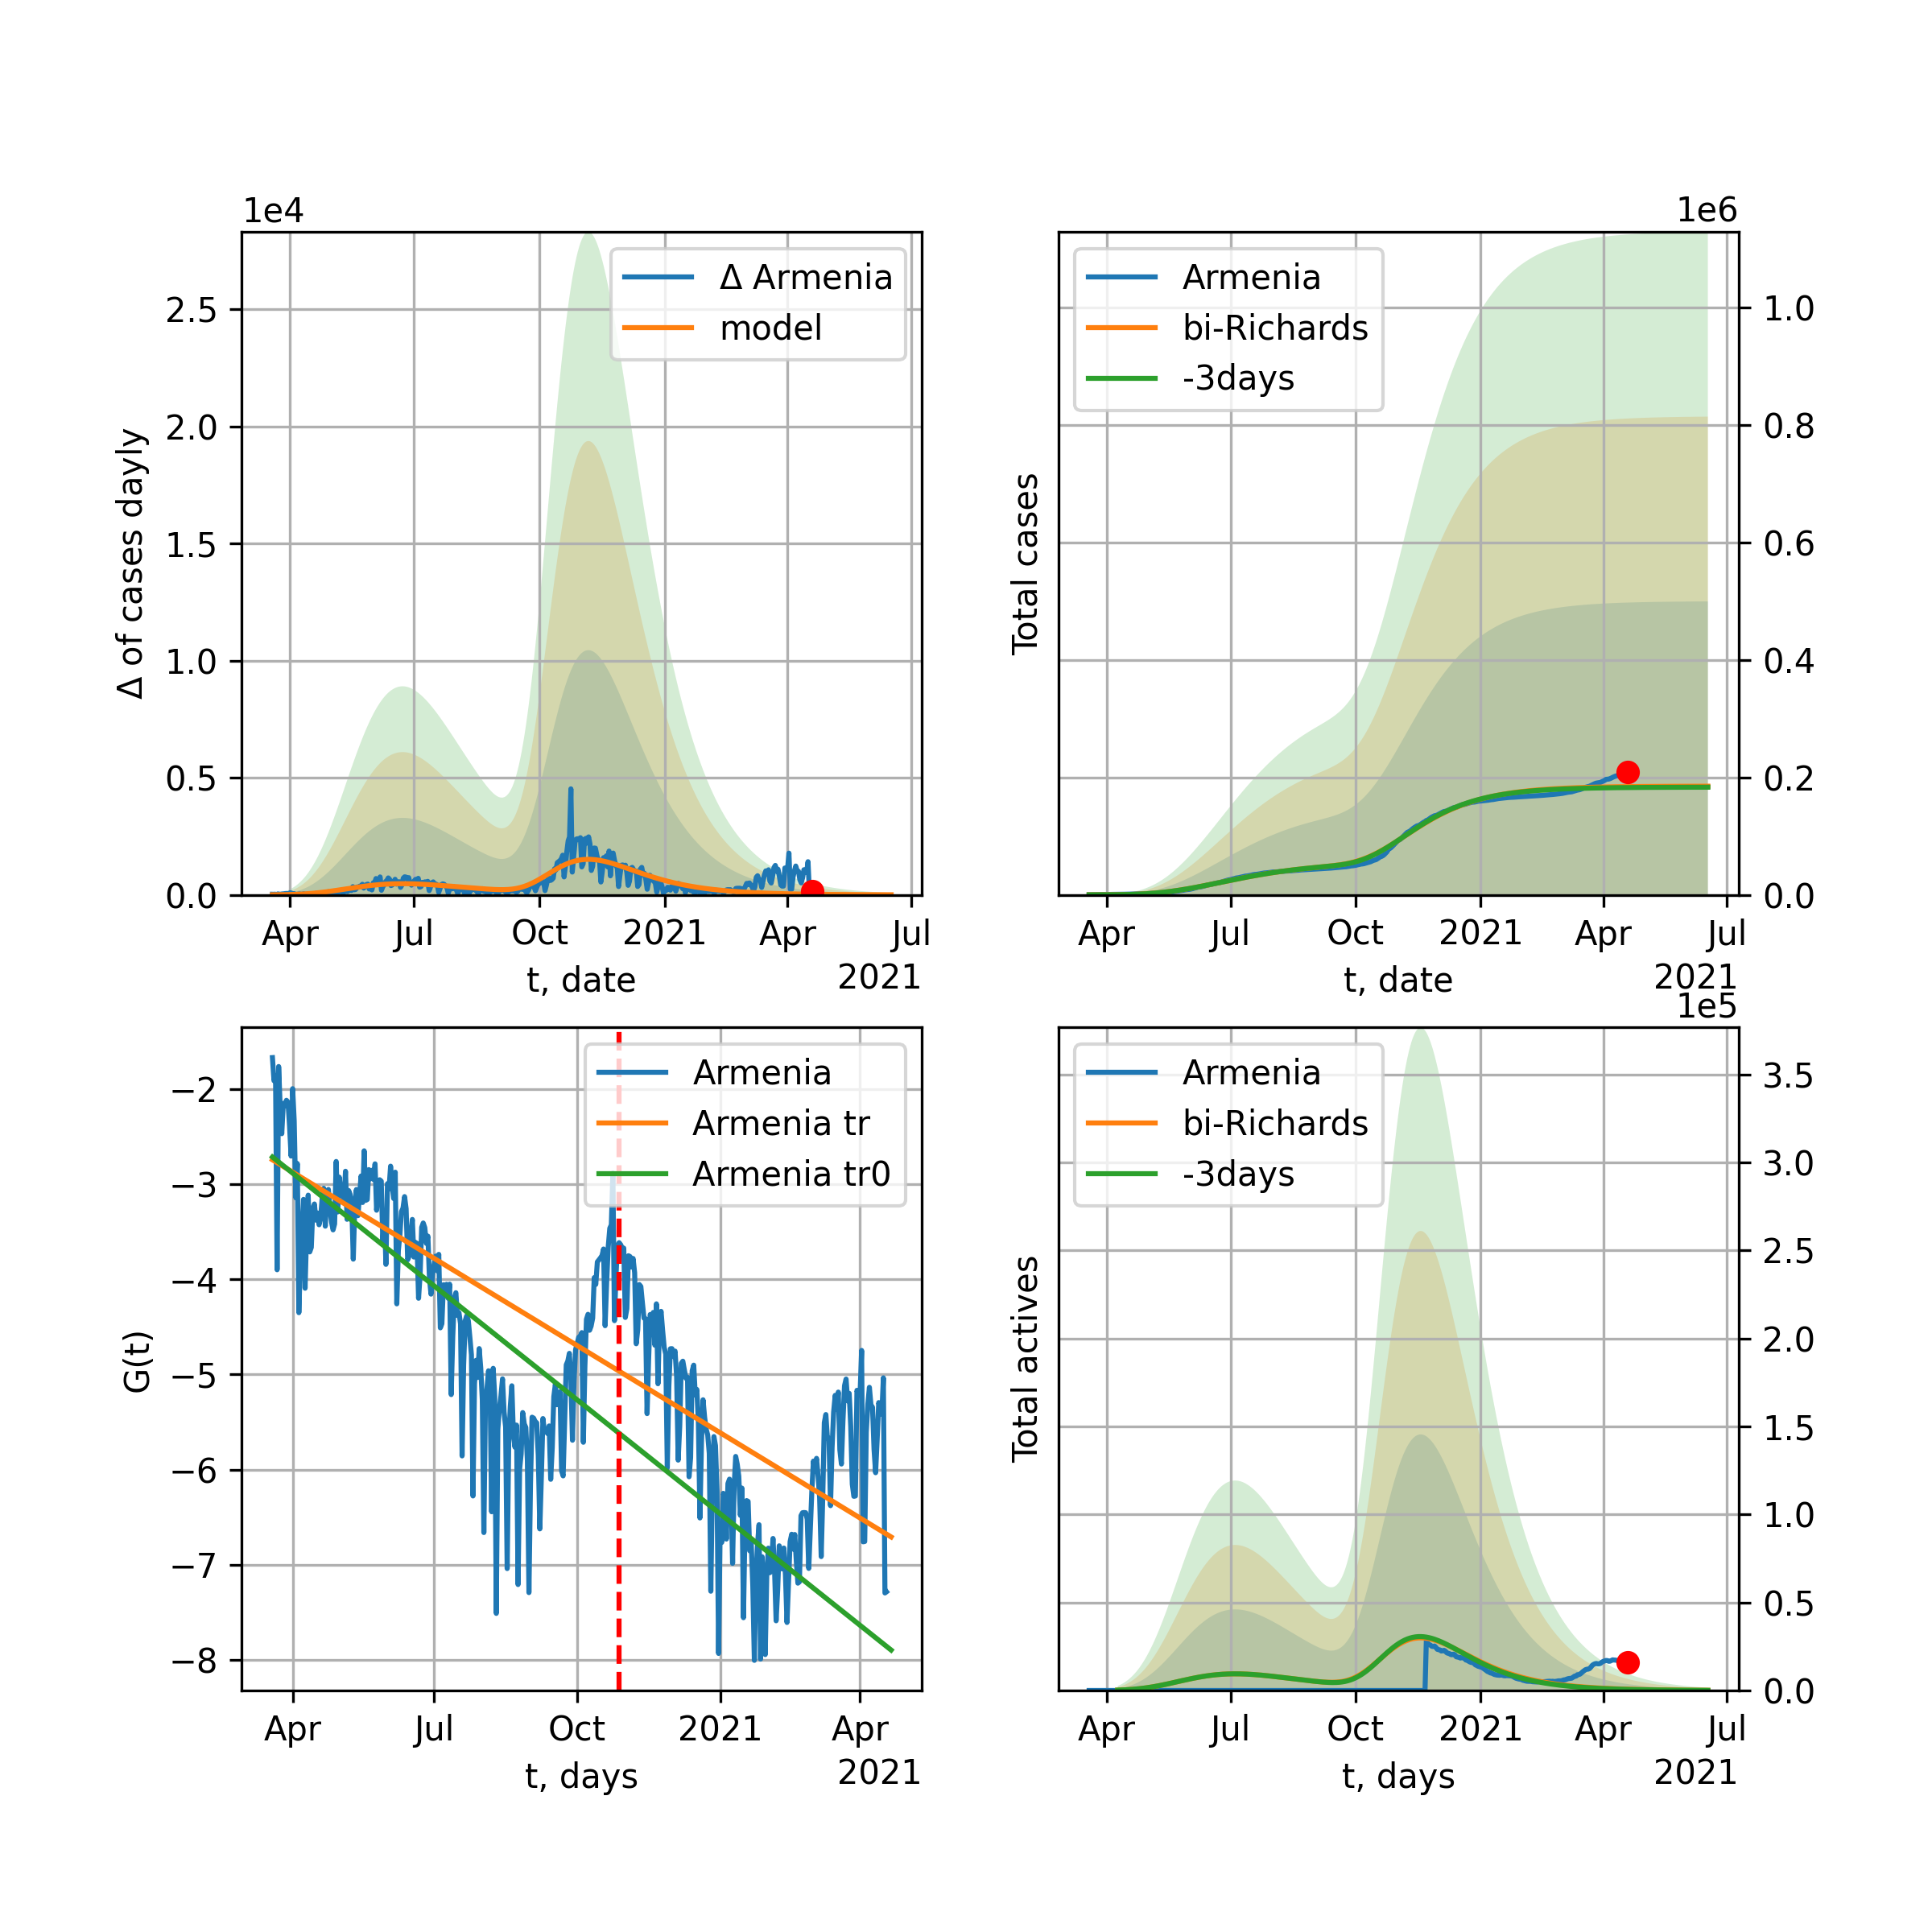 1e4
Δ of cases dayly
2.5
2.0
1.5
1.0
0.5
0.0
Δ Armenia
model
Apr Jul Oct 2021 Apr Jul
t, date
2021
1e6
Total cases
Armenia
bi-Richards
-3days
1.0
0.8
0.6
0.4
0.2
0.0
Apr Jul Oct 2021 Apr Jul
t, date
2021
G(t)
−2
−3
−4
−5
−6
−7
−8
Armenia
Armenia tr
Armenia tr0
Apr Jul Oct 2021 Apr
t, days
2021
1e5
Total actives
Armenia
bi-Richards
-3days
3.5
3.0
2.5
2.0
1.5
1.0
0.5
0.0
Apr Jul Oct 2021 Apr Jul
t, days
2021